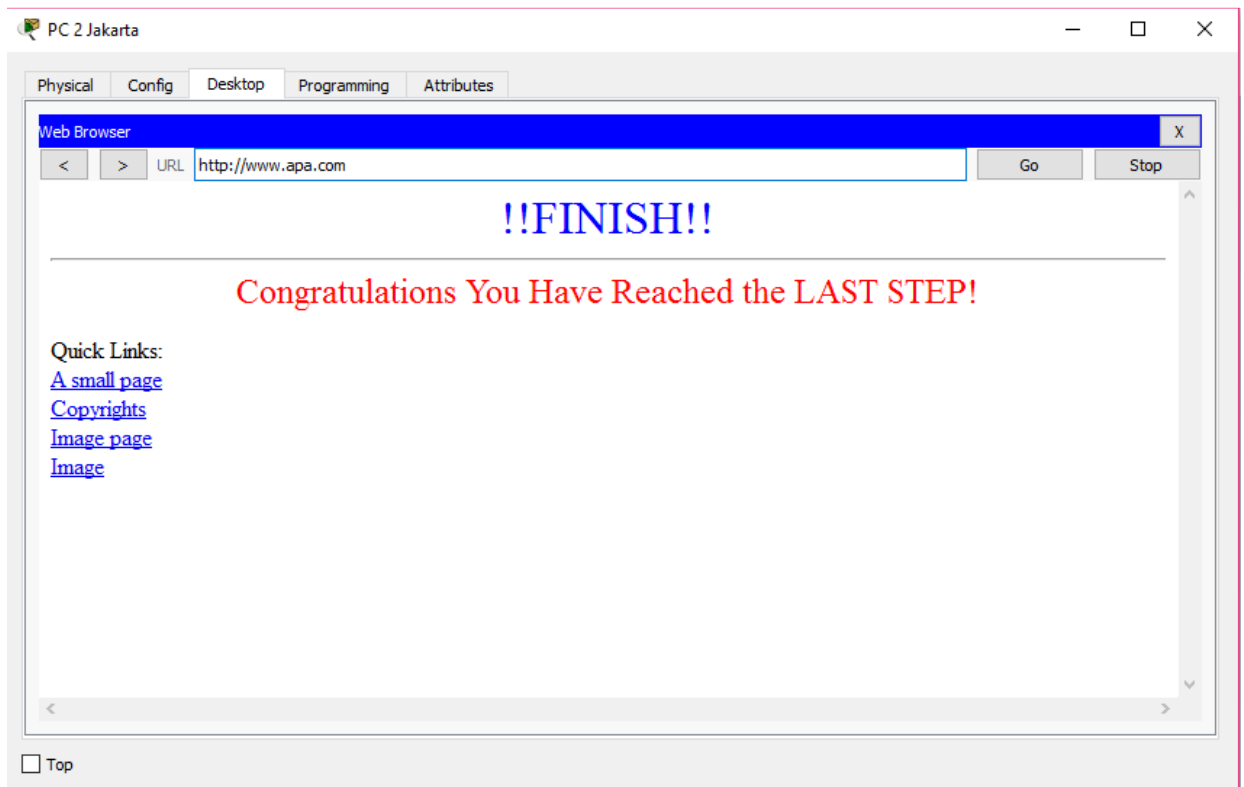 PC 2 Jakarta
Physical Config Desktop Programming Attributes
Web Browser X
< > URL http://www.apa.com Go Stop
!!FINISH!!
Congratulations You Have Reached the LAST STEP!
Quick Links:
A small page
Copyrights
Image page
Image
Top